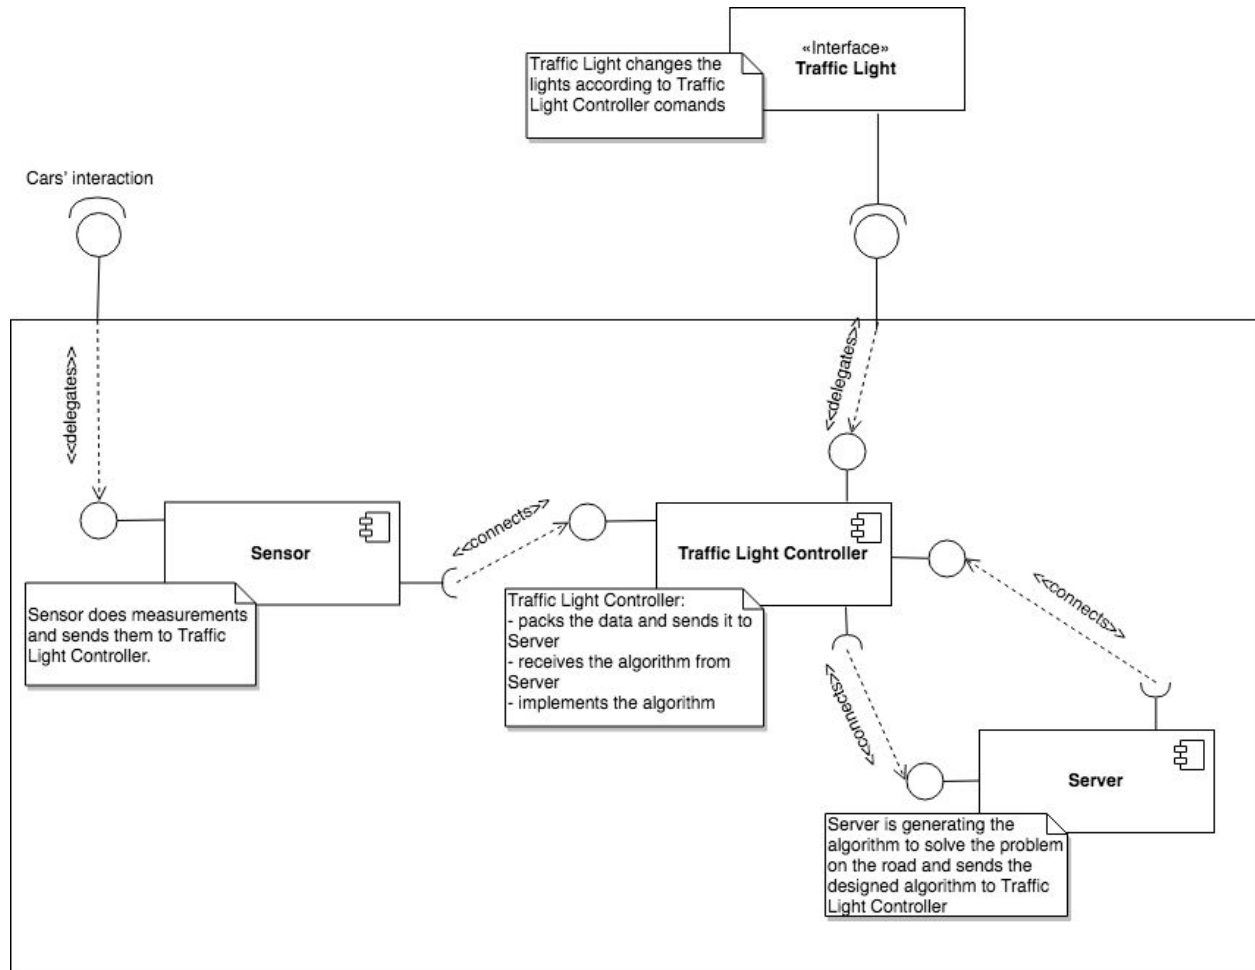 «Interface»
Traffic Light
Traffic Light changes the
lights according to Traffic
Light Controller comands
Cars' interaction
<<delegates>>
<<delegates>>
Sensor
<<connects>>
Traffic Light Controller
<<connects>>
Sensor does measurements
and sends them to Traffic
Light Controller.
Traffic Light Controller:
- packs the data and sends it to
Server
- receives the algorithm from
Server
- implements the algorithm
<<connects>>
Server
Server is generating the
algorithm to solve the problem
on the road and sends the
designed algorithm to Traffic
Light Controller